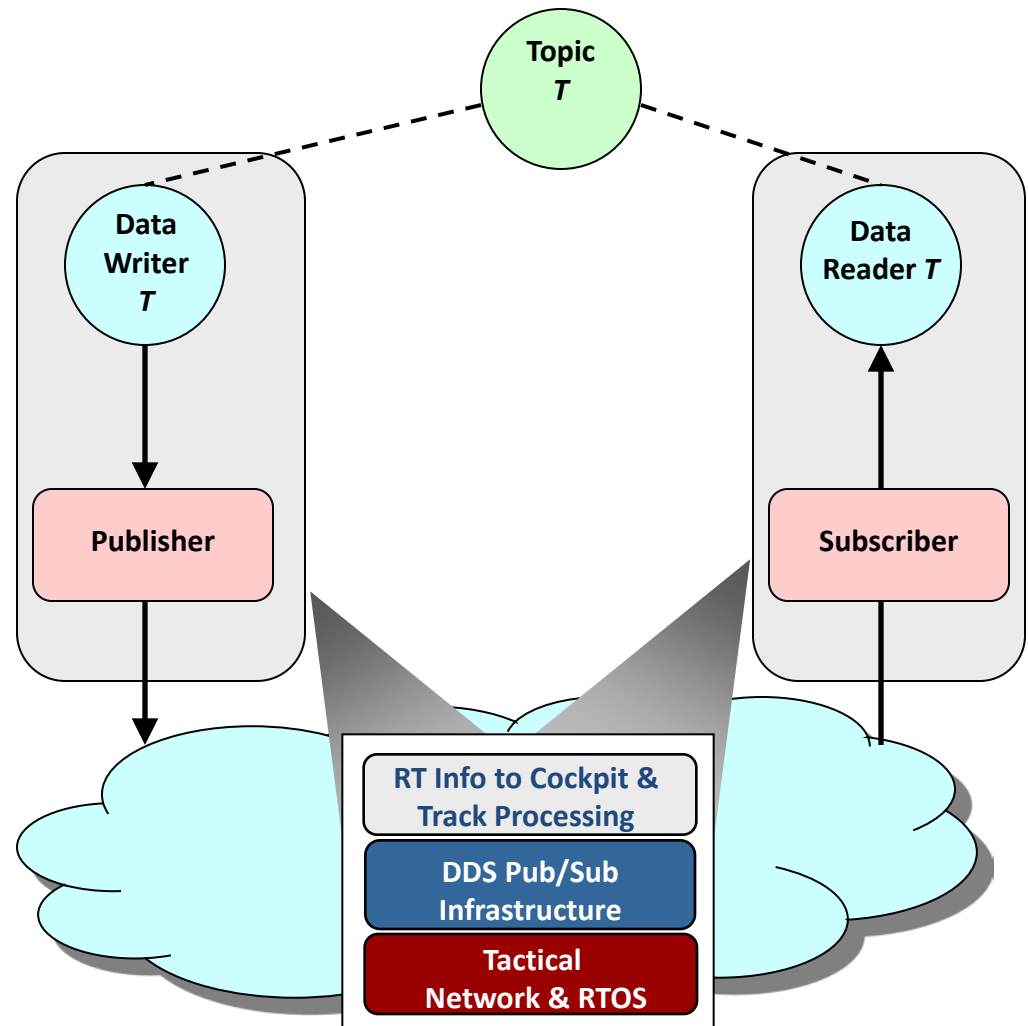 Topic
T
Data
Writer
T
Data
Reader T
Publisher
Subscriber
RT Info to Cockpit &
Track Processing
DDS Pub/Sub
Infrastructure
Tactical
Network & RTOS